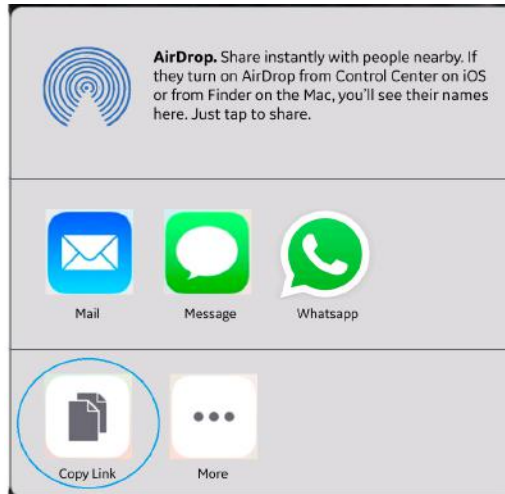 AirDrop. Share instantly with people nearby. If
they turn on AirDrop from Control Center on iOS
or from Finder on the Mac, you'll see their names
here. Just tap to share.
Mail Message Whatsapp
Copy Link More